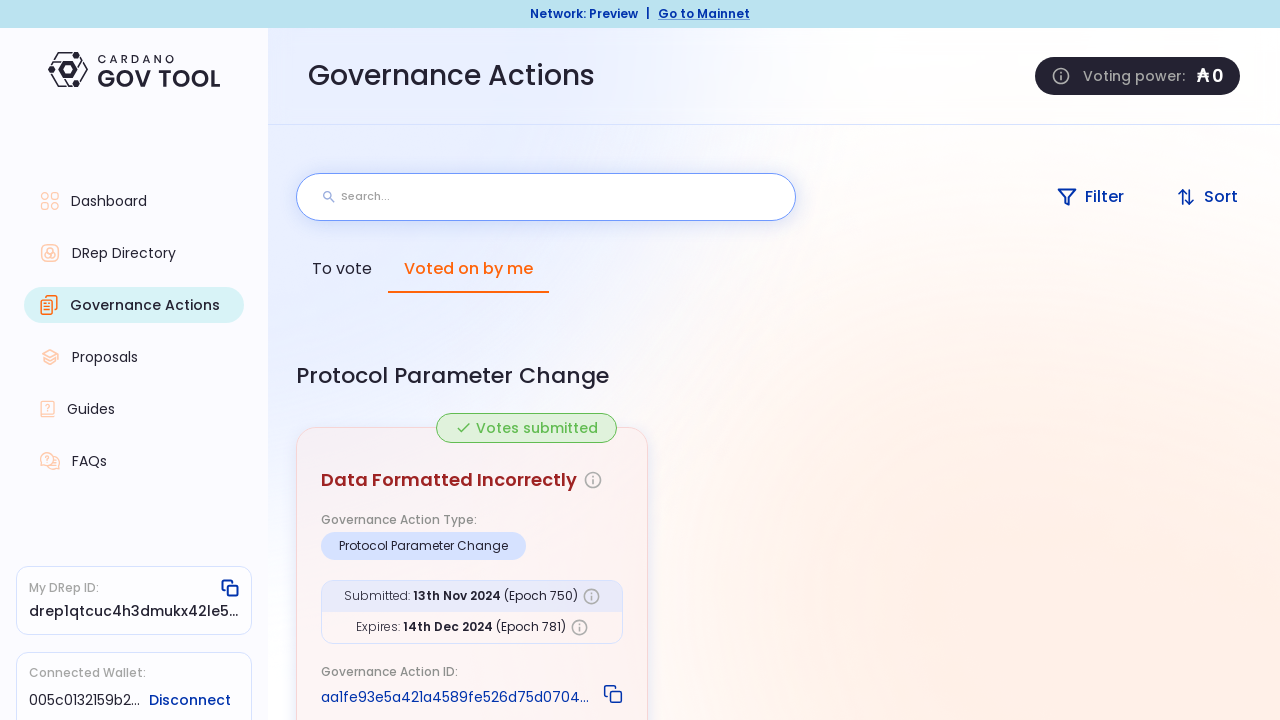 Network: Preview | Go to Mainnet
CARDANO
GOV TOOL
Governance Actions
Voting power: ₳ 0
Dashboard
DRep Directory
Governance Actions
Proposals
Guides
FAQs
My DRep ID:
drep1qtcuc4h3dmukx42le5...
Connected Wallet:
005c0132159b2... Disconnect
Search...
Filter
Sort
To vote
Voted on by me
Protocol Parameter Change
Votes submitted
Data Formatted Incorrectly
Governance Action Type:
Protocol Parameter Change
Submitted: 13th Nov 2024 (Epoch 750)
Expires: 14th Dec 2024 (Epoch 781)
Governance Action ID:
aa1fe93e5a421a4589fe526d75d0704...